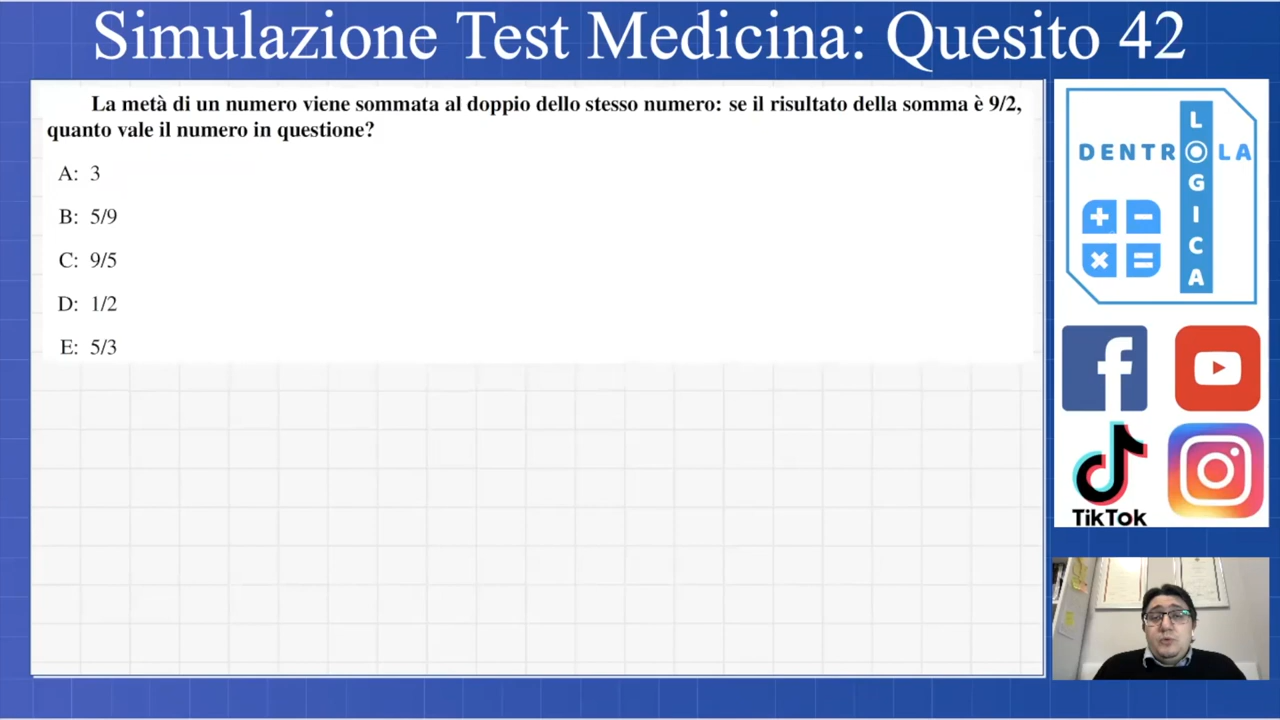 Simulazione Test Medicina: Quesito 42
La metà di un numero viene sommata al doppio dello stesso numero: se il risultato della somma è 9/2,
quanto vale il numero in questione?
A: 3
B: 5/9
C: 9/5
D: 1/2
E: 5/3
DENTRO LA
LOGICA
TikTok